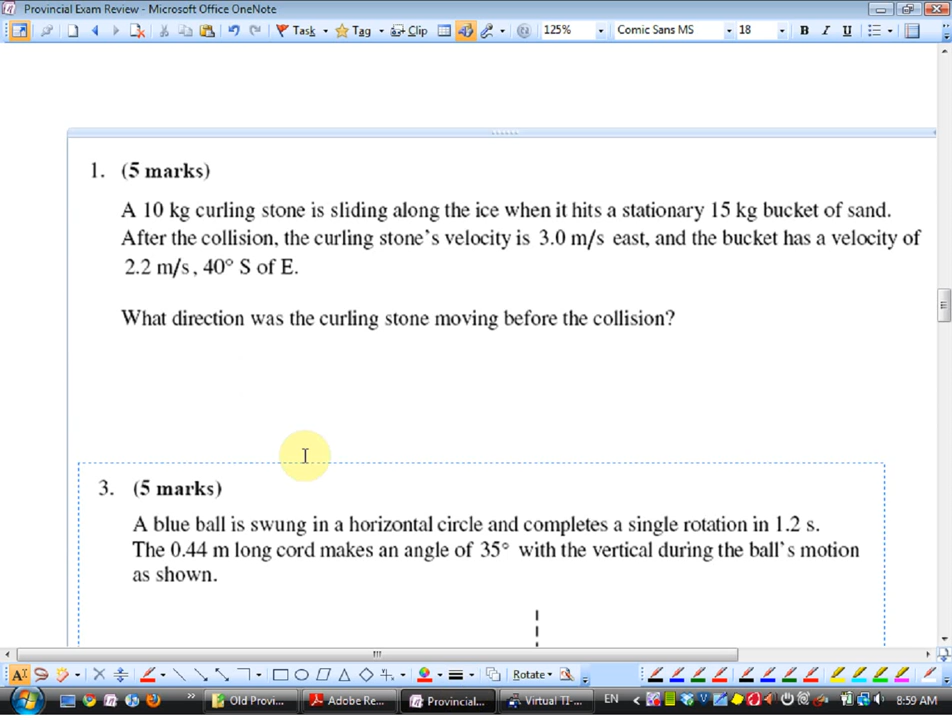 Provincial Exam Review - Microsoft Office OneNote
Task Tag Clip 125% Comic Sans MS 18 B I U
1. (5 marks)
A 10 kg curling stone is sliding along the ice when it hits a stationary 15 kg bucket of sand.
After the collision, the curling stone's velocity is 3.0 m/s east, and the bucket has a velocity of
2.2 m/s, 40° S of E.
What direction was the curling stone moving before the collision?
3. (5 marks)
A blue ball is swung in a horizontal circle and completes a single rotation in 1.2 s.
The 0.44 m long cord makes an angle of 35° with the vertical during the ball's motion
as shown.
Rotate
Old Provi... Adobe Re... Provincial... Virtual TI-... EN 8:59 AM